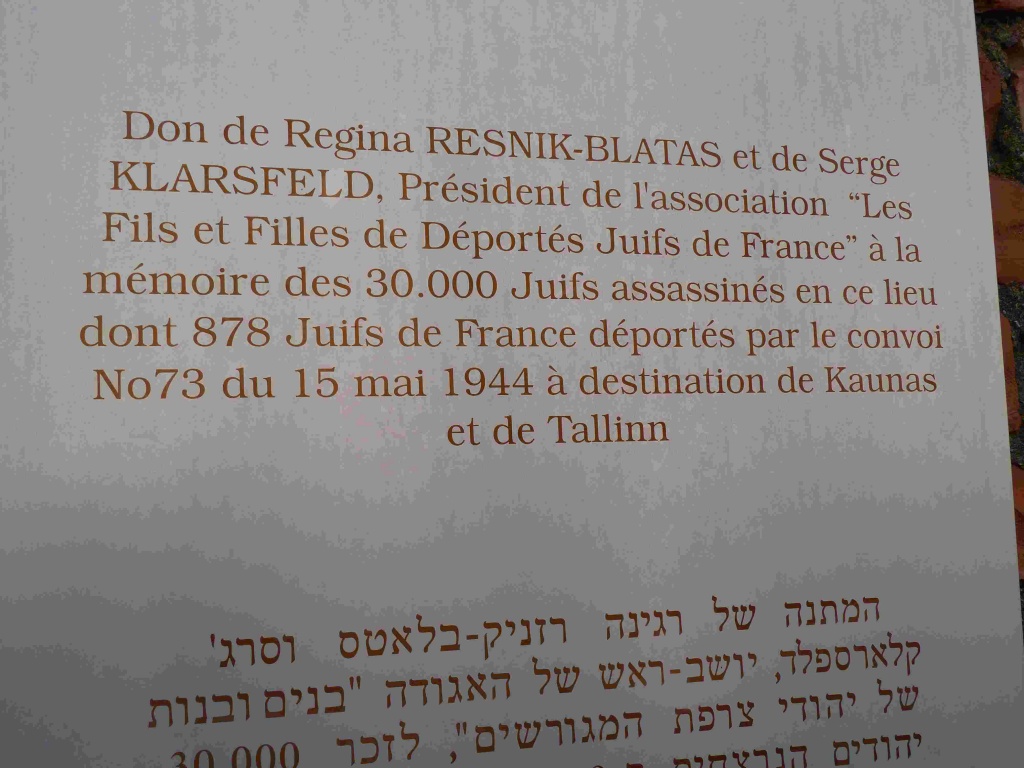 Don de Regina RESNIK-BLATAS et de Serge
KLARSFELD, Président de l'association “Les
Fils et Filles de Déportés Juifs de France” à la
mémoire des 30.000 Juifs assassinés en ce lieu
dont 878 Juifs de France déportés par le convoi
No73 du 15 mai 1944 à destination de Kaunas
et de Tallinn
המתנה של רגינה רזניק-בלאטס וסרג'
קלארספלד, יושב-ראש של האגודה "בנים ובנות
של יהודי צרפת המגורשים", לזכר 30.000
יהודים